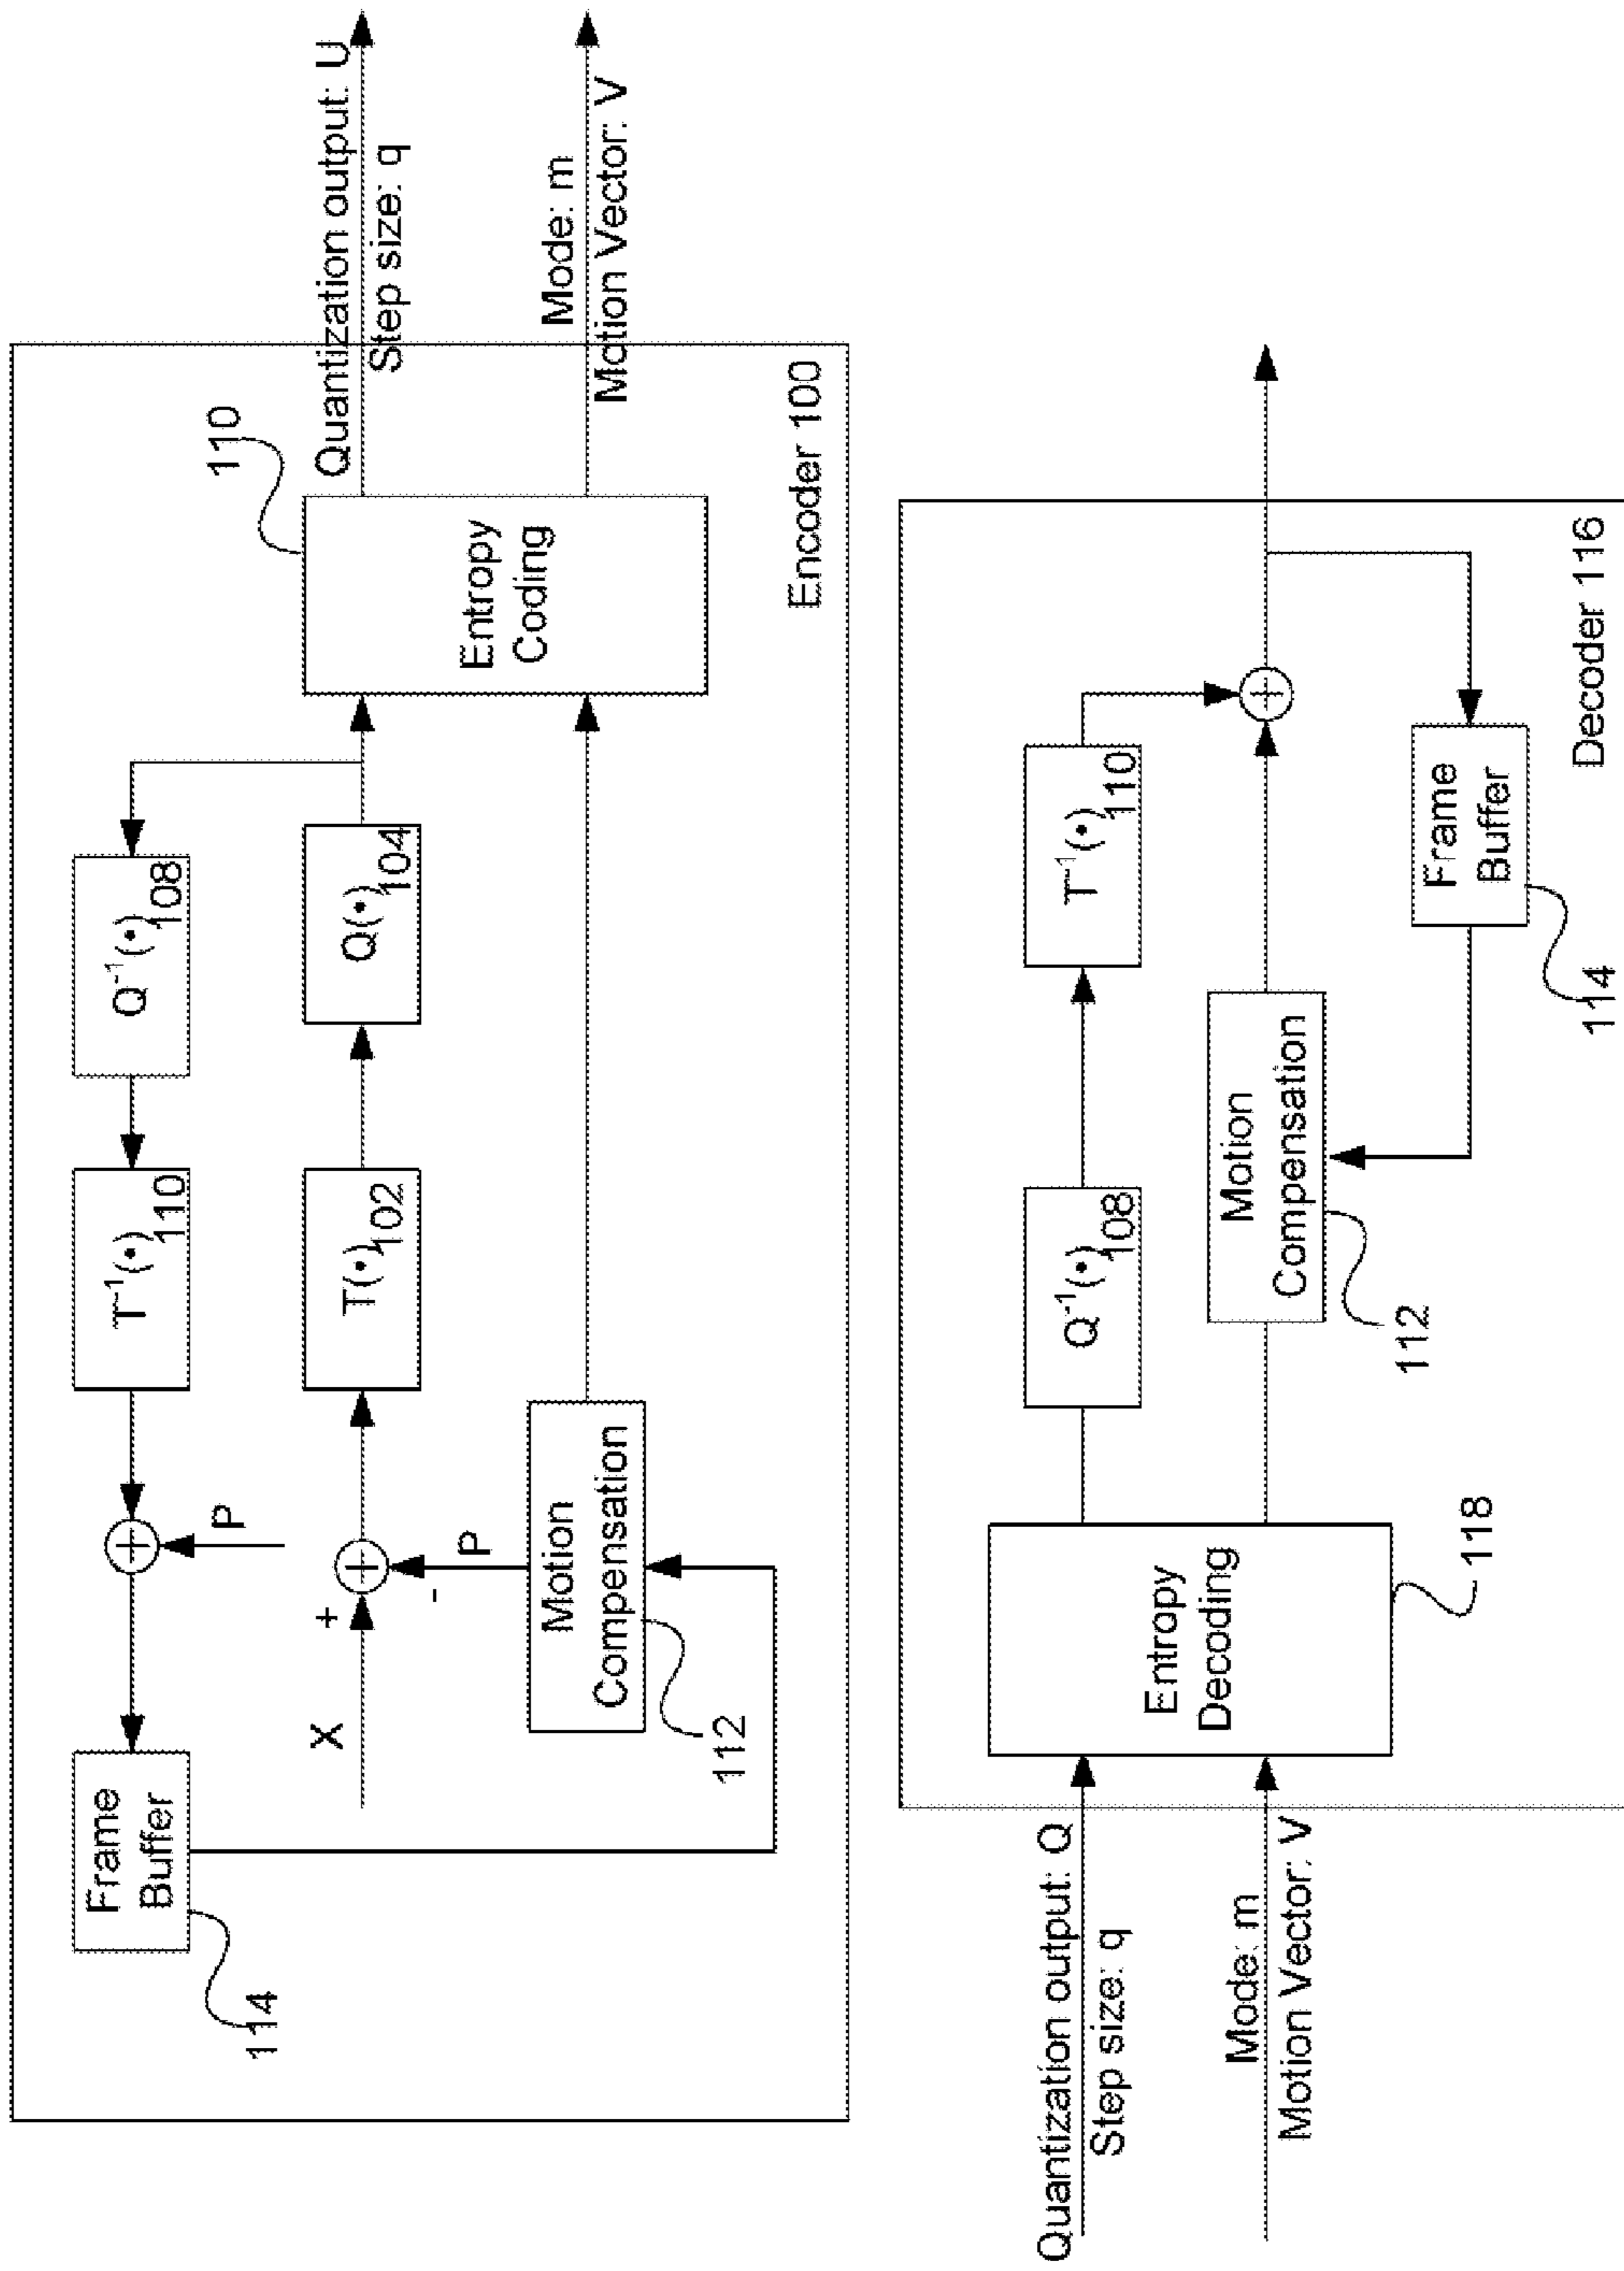 Frame
Buffer
114
P
T⁻¹(•)
110
Q⁻¹(•)
108
X
+
-
P
T(•)
102
Q(•)
104
Motion
Compensation
112
Entropy
Coding
110
Quantization output: U
Step size: q
Mode: m
Motion Vector: V
Encoder 100
Quantization output: Q
Step size: q
Mode: m
Motion Vector: V
Entropy
Decoding
118
Q⁻¹(•)
108
T⁻¹(•)
110
Motion
Compensation
112
Frame
Buffer
114
Decoder 116